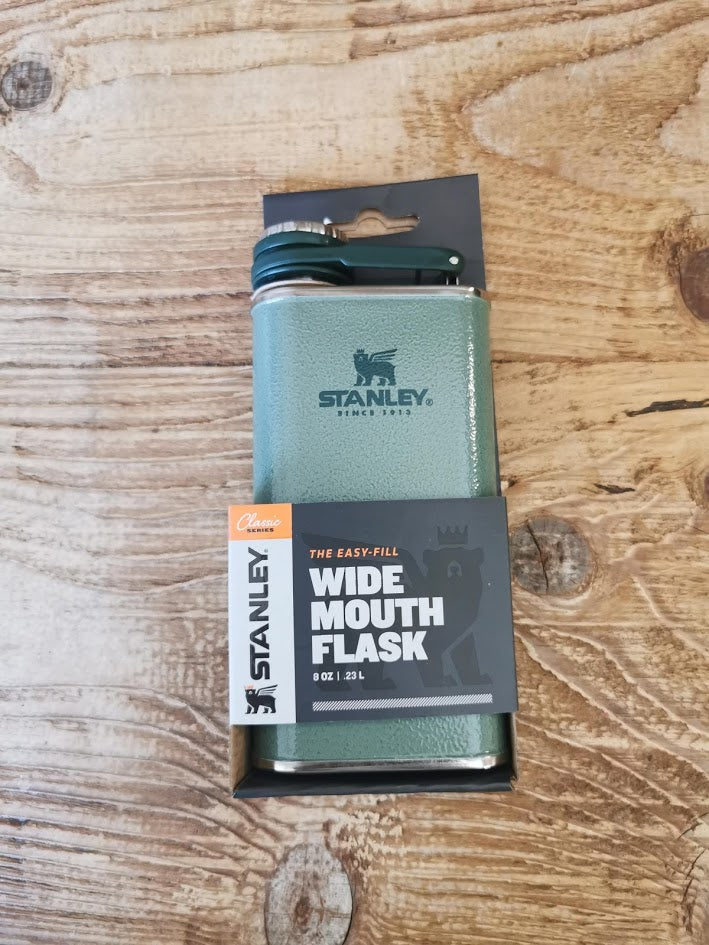 STANLEY®
SINCE 1913
Classic
SERIES
STANLEY®
THE EASY-FILL
WIDE
MOUTH
FLASK
8 OZ | .23 L